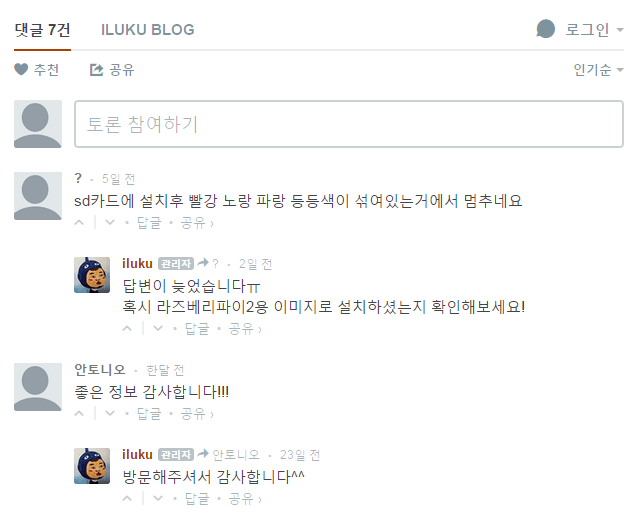 댓글 7건 ILUKU BLOG 로그인
추천 공유 인기순
토론 참여하기
? • 5일 전
sd카드에 설치후 빨강 노랑 파랑 등등색이 섞여있는거에서 멈추네요
• 답글 • 공유 ›
iluku 관리자 ? • 2일 전
답변이 늦었습니다ㅠ
혹시 라즈베리파이2용 이미지로 설치하셨는지 확인해보세요!
• 답글 • 공유 ›
안토니오 • 한달 전
좋은 정보 감사합니다!!!
• 답글 • 공유 ›
iluku 관리자 안토니오 • 23일 전
방문해주셔서 감사합니다^^
• 답글 • 공유 ›